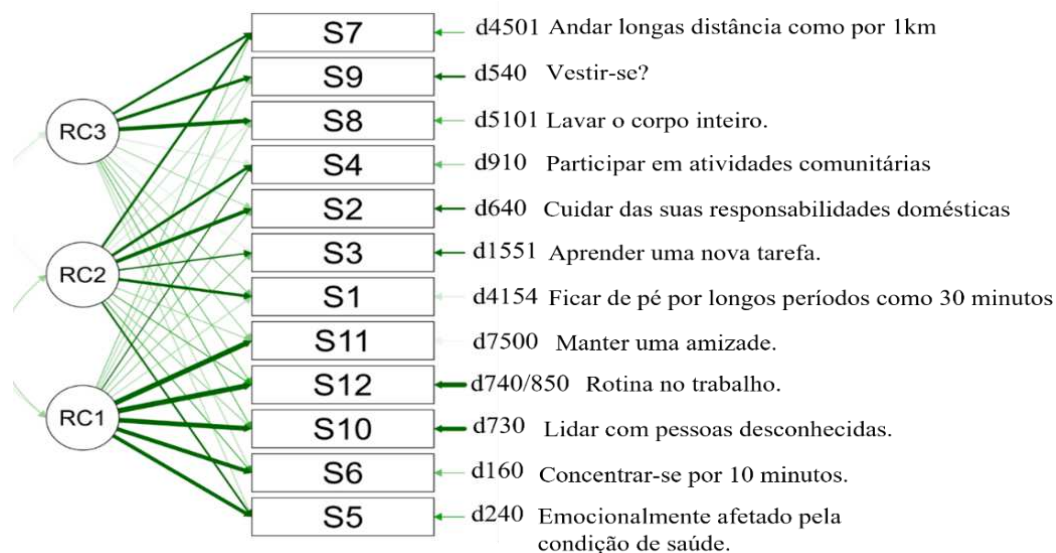 S7 d4501 Andar longas distância como por 1km
S9 d540 Vestir-se?
RC3
S8 d5101 Lavar o corpo inteiro.
S4 d910 Participar em atividades comunitárias
S2 d640 Cuidar das suas responsabilidades domésticas
RC2
S3 d1551 Aprender uma nova tarefa.
S1 d4154 Ficar de pé por longos períodos como 30 minutos
S11 d7500 Manter uma amizade.
S12 d740/850 Rotina no trabalho.
RC1
S10 d730 Lidar com pessoas desconhecidas.
S6 d160 Concentrar-se por 10 minutos.
S5 d240 Emocionalmente afetado pela
condição de saúde.